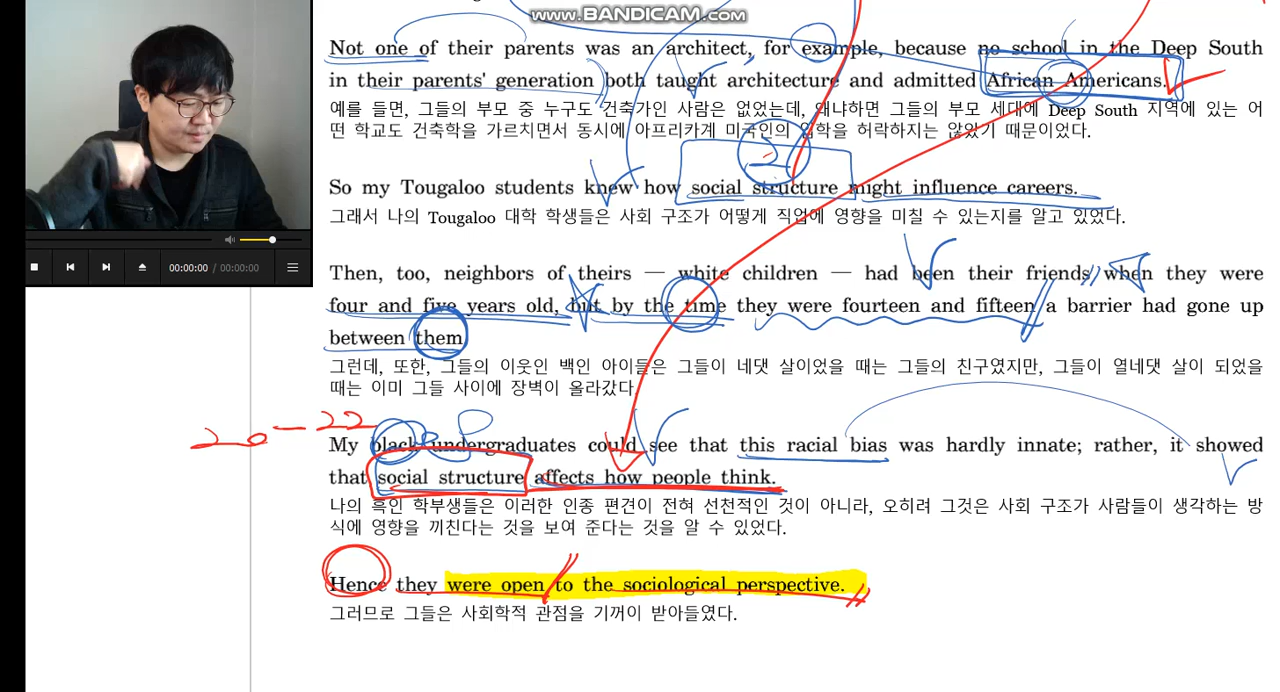 www.BANDICAM.com
Not one of their parents was an architect, for example, because no school in the Deep South
in their parents' generation both taught architecture and admitted African Americans.
예를 들면, 그들의 부모 중 누구도 건축가인 사람은 없었는데, 왜냐하면 그들의 부모 세대에 Deep South 지역에 있는 어
떤 학교도 건축학을 가르치면서 동시에 아프리카계 미국인의 입학을 허락하지는 않았기 때문이었다.
2
So my Tougaloo students knew how social structure might influence careers.
그래서 나의 Tougaloo 대학 학생들은 사회 구조가 어떻게 직업에 영향을 미칠 수 있는지를 알고 있었다.
00:00:00 / 00:00:00
Then, too, neighbors of theirs — white children — had been their friends when they were
four and five years old, but by the time they were fourteen and fifteen a barrier had gone up
between them
그런데, 또한, 그들의 이웃인 백인 아이들은 그들이 네댓 살이었을 때는 그들의 친구였지만, 그들이 열네댓 살이 되었을
때는 이미 그들 사이에 장벽이 올라갔다.
20-22
My black undergraduates could see that this racial bias was hardly innate; rather, it showed
that social structure affects how people think.
나의 흑인 학부생들은 이러한 인종 편견이 전혀 선천적인 것이 아니라, 오히려 그것은 사회 구조가 사람들이 생각하는 방
식에 영향을 끼친다는 것을 보여 준다는 것을 알 수 있었다.
Hence they were open to the sociological perspective.
그러므로 그들은 사회학적 관점을 기꺼이 받아들였다.